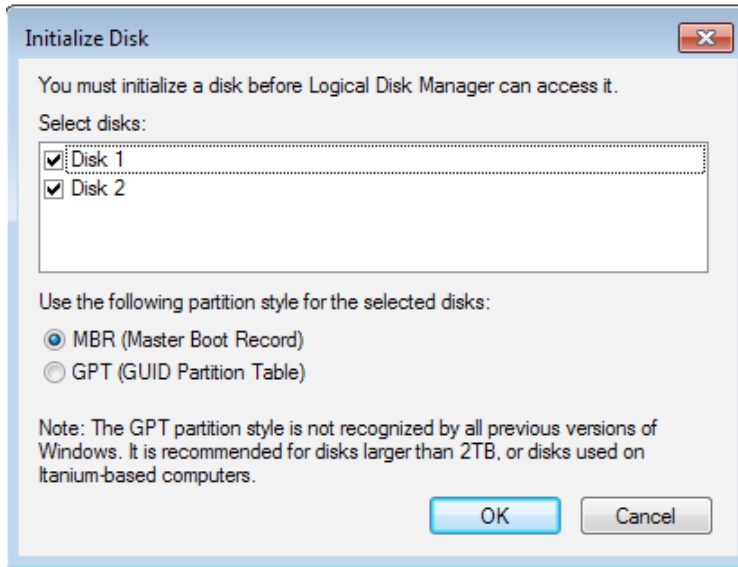 Initialize Disk
You must initialize a disk before Logical Disk Manager can access it.
Select disks:
Disk 1
Disk 2
Use the following partition style for the selected disks:
MBR (Master Boot Record)
GPT (GUID Partition Table)
Note: The GPT partition style is not recognized by all previous versions of
Windows. It is recommended for disks larger than 2TB, or disks used on
Itanium-based computers.
OK Cancel